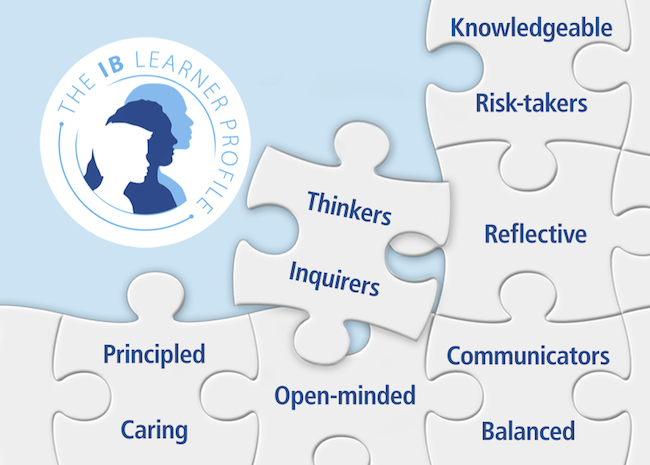 THE IB LEARNER PROFILE
Knowledgeable
Risk-takers
Thinkers
Reflective
Inquirers
Principled
Communicators
Open-minded
Caring
Balanced